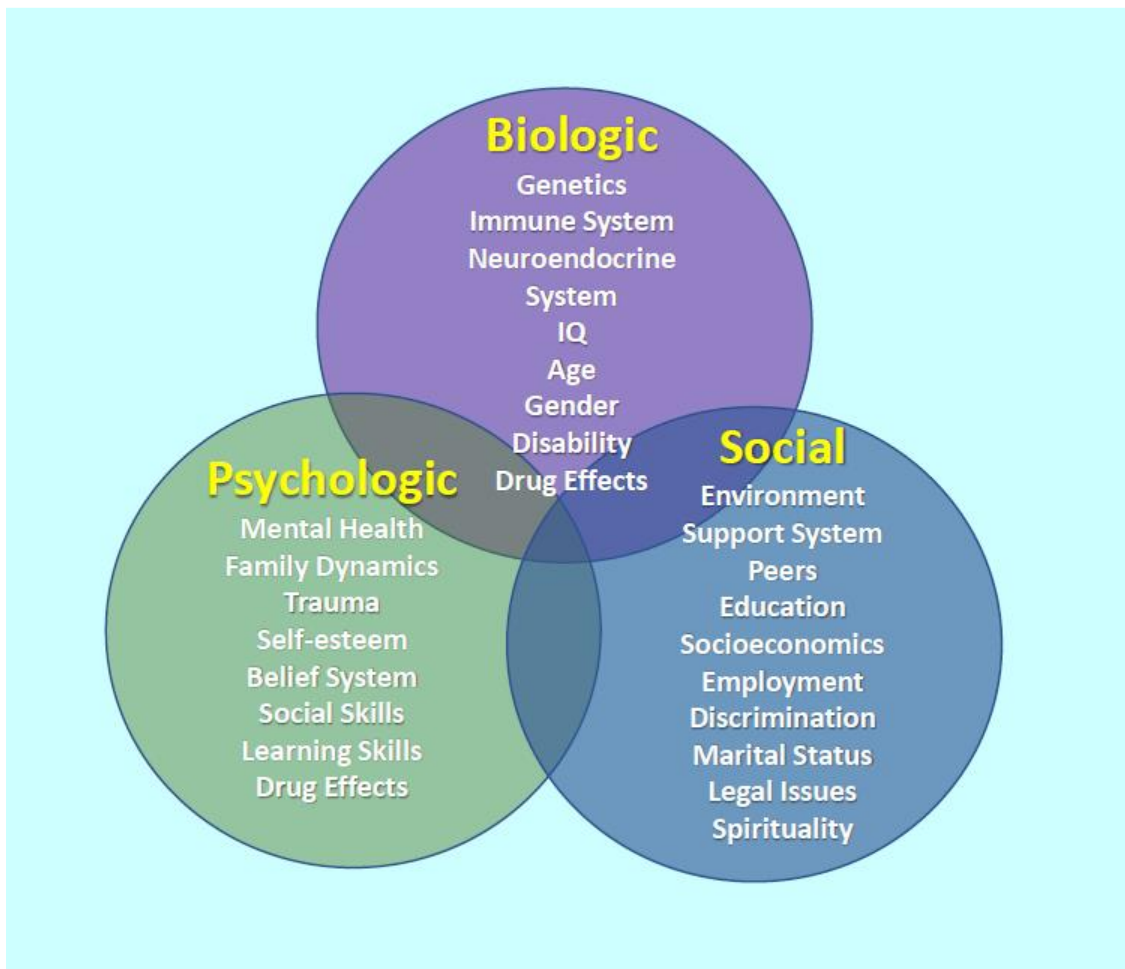 Biologic
Genetics
Immune System
Neuroendocrine
System
IQ
Age
Gender
Disability
Drug Effects
Psychologic
Mental Health
Family Dynamics
Trauma
Self-esteem
Belief System
Social Skills
Learning Skills
Drug Effects
Social
Environment
Support System
Peers
Education
Socioeconomics
Employment
Discrimination
Marital Status
Legal Issues
Spirituality